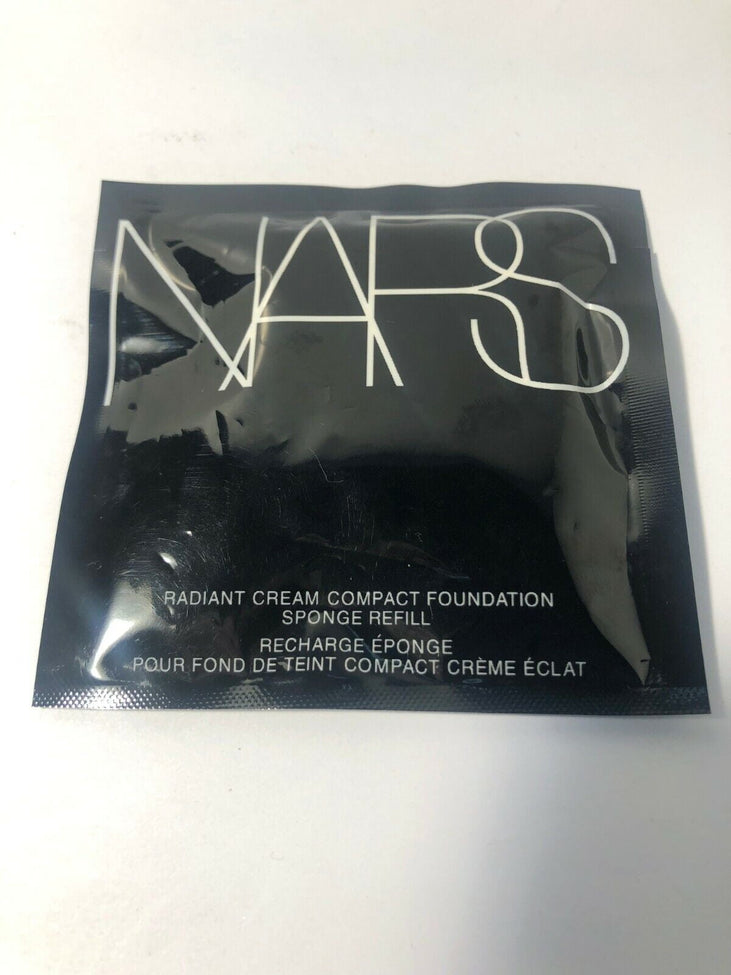 NARS
RADIANT CREAM COMPACT FOUNDATION
SPONGE REFILL
RECHARGE ÉPONGE
POUR FOND DE TEINT COMPACT CRÈME ÉCLAT